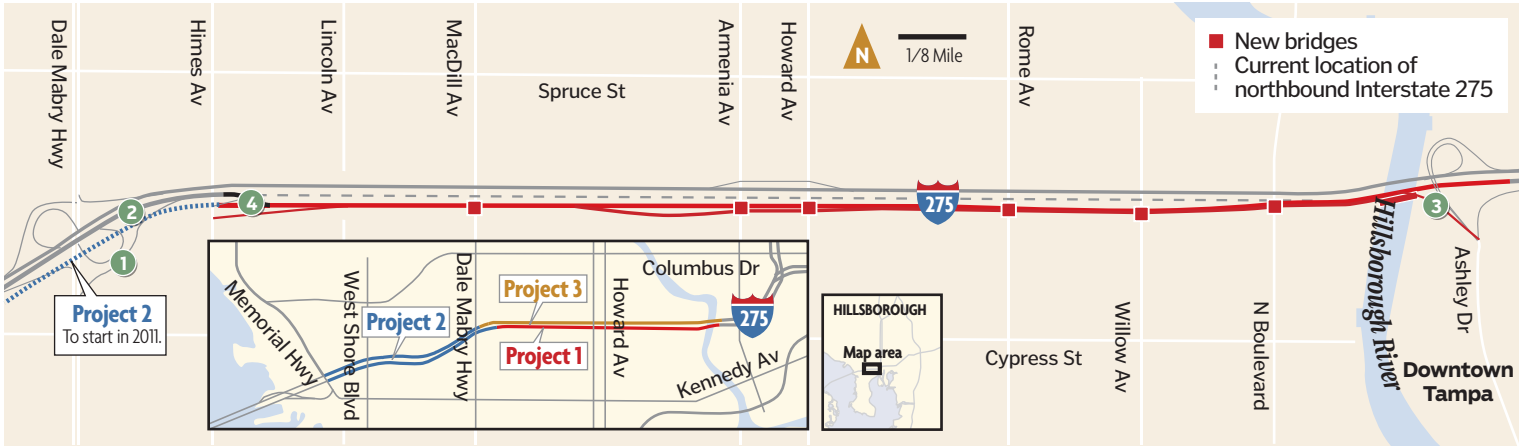 Dale Mabry Hwy
Himes Av
Lincoln Av
MacDill Av
Spruce St
Armenia Av
Howard Av
N
1/8 Mile
Rome Av
New bridges
Current location of
northbound Interstate 275
2
4
1
275
3
Hillsborough River
Ashley Dr
Project 2
To start in 2011.
Memorial Hwy
West Shore Blvd
Project 2
Dale Mabry Hwy
Project 3
Project 1
Howard Av
Columbus Dr
275
Kennedy Av
HILLSBOROUGH
Map area
Cypress St
Willow Av
N Boulevard
Downtown
Tampa